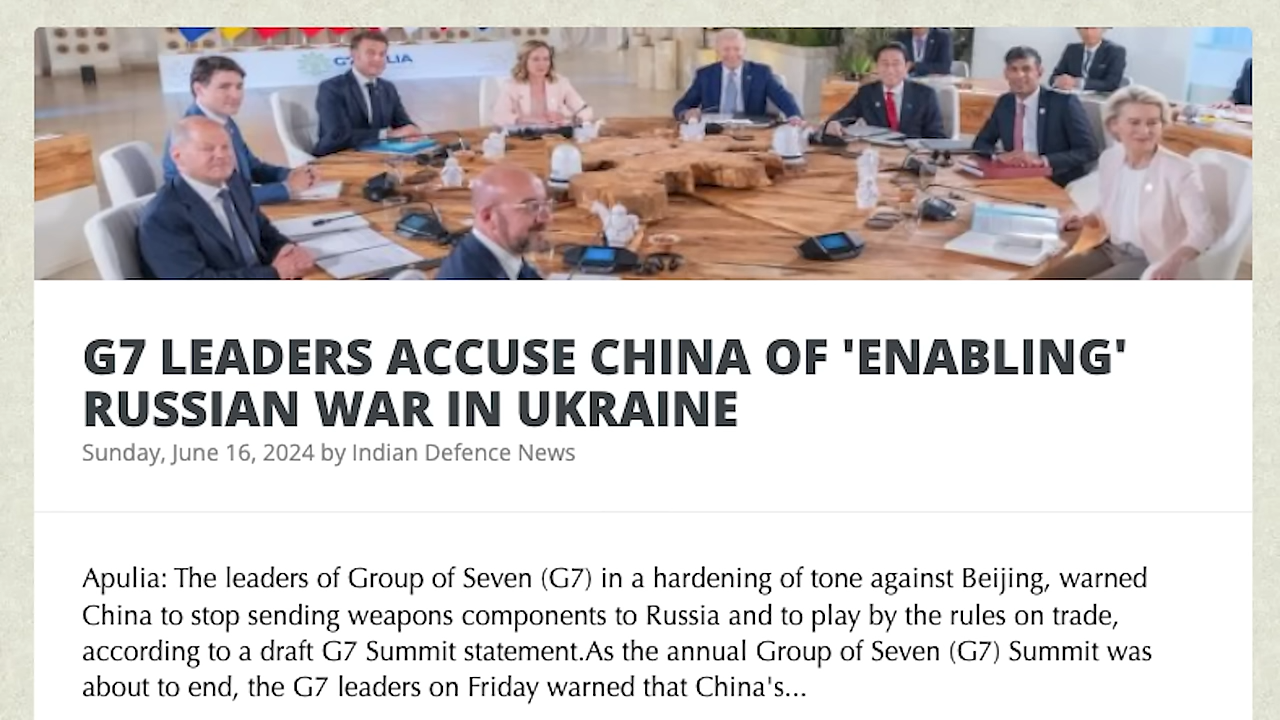 G7 LEADERS ACCUSE CHINA OF 'ENABLING'
RUSSIAN WAR IN UKRAINE
Sunday, June 16, 2024 by Indian Defence News
Apulia: The leaders of Group of Seven (G7) in a hardening of tone against Beijing, warned
China to stop sending weapons components to Russia and to play by the rules on trade,
according to a draft G7 Summit statement.As the annual Group of Seven (G7) Summit was
about to end, the G7 leaders on Friday warned that China's...